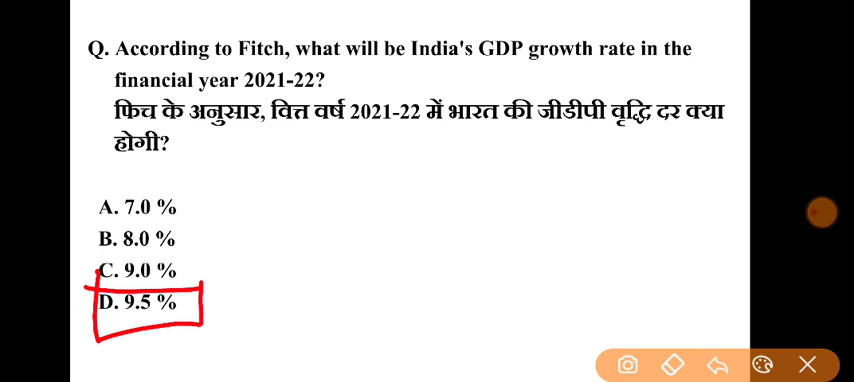 Q. According to Fitch, what will be India's GDP growth rate in the
financial year 2021-22?
फिच के अनुसार, वित्त वर्ष 2021-22 में भारत की जीडीपी वृद्धि दर क्या
होगी?
A. 7.0 %
B. 8.0 %
C. 9.0 %
D. 9.5 %